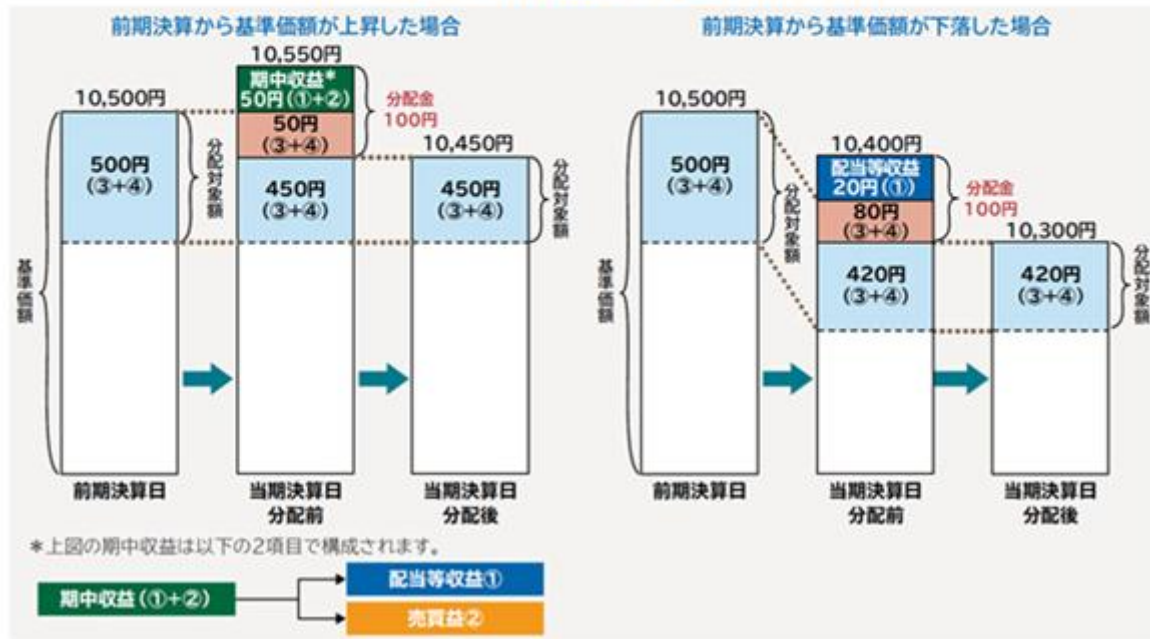 前期決算から基準価額が上昇した場合
10,500円
500円
(③+④)
分配対象額
基準価額
前期決算日
10,550円
期中収益*
50円(①+②)
50円
(③+④)
450円
(③+④)
分配金
100円
当期決算日
分配前
10,450円
450円
(③+④)
分配対象額
当期決算日
分配後
前期決算から基準価額が下落した場合
10,500円
500円
(③+④)
分配対象額
基準価額
前期決算日
10,400円
配当等収益
20円(①)
80円
(③+④)
420円
(③+④)
分配金
100円
当期決算日
分配前
10,300円
420円
(③+④)
分配対象額
当期決算日
分配後
*上図の期中収益は以下の2項目で構成されます。
期中収益(①+②)
配当等収益①
売買益②